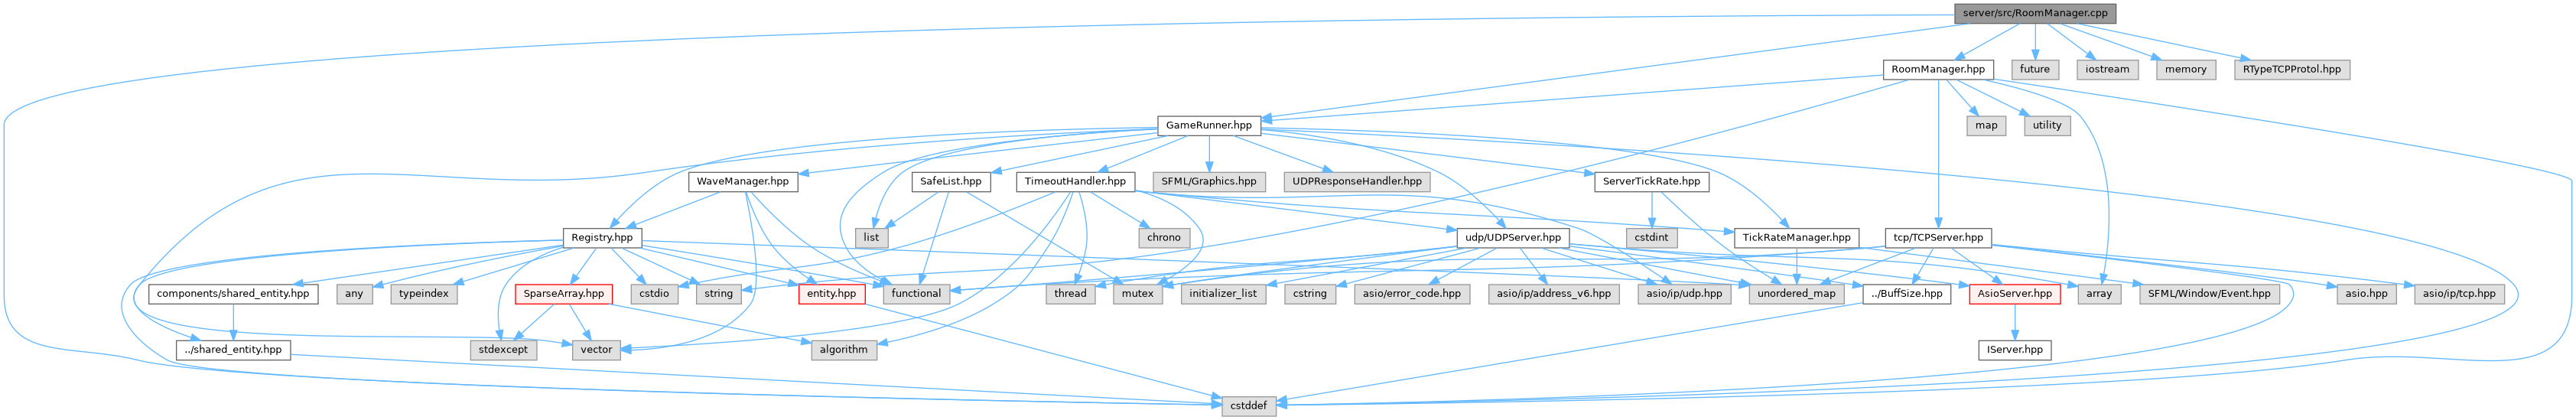 server/src/RoomManager.cpp
RoomManager.hpp
future
iostream
memory
RTypeTCPProtol.hpp
GameRunner.hpp
map
utility
WaveManager.hpp
SafeList.hpp
TimeoutHandler.hpp
SFML/Graphics.hpp
UDPResponseHandler.hpp
ServerTickRate.hpp
Registry.hpp
list
chrono
udp/UDPServer.hpp
cstdint
TickRateManager.hpp
tcp/TCPServer.hpp
components/shared_entity.hpp
any
typeindex
SparseArray.hpp
cstdio
string
entity.hpp
functional
thread
mutex
initializer_list
cstring
asio/error_code.hpp
asio/ip/address_v6.hpp
asio/ip/udp.hpp
unordered_map
../BuffSize.hpp
AsioServer.hpp
array
SFML/Window/Event.hpp
asio.hpp
asio/ip/tcp.hpp
../shared_entity.hpp
stdexcept
vector
algorithm
IServer.hpp
cstddef